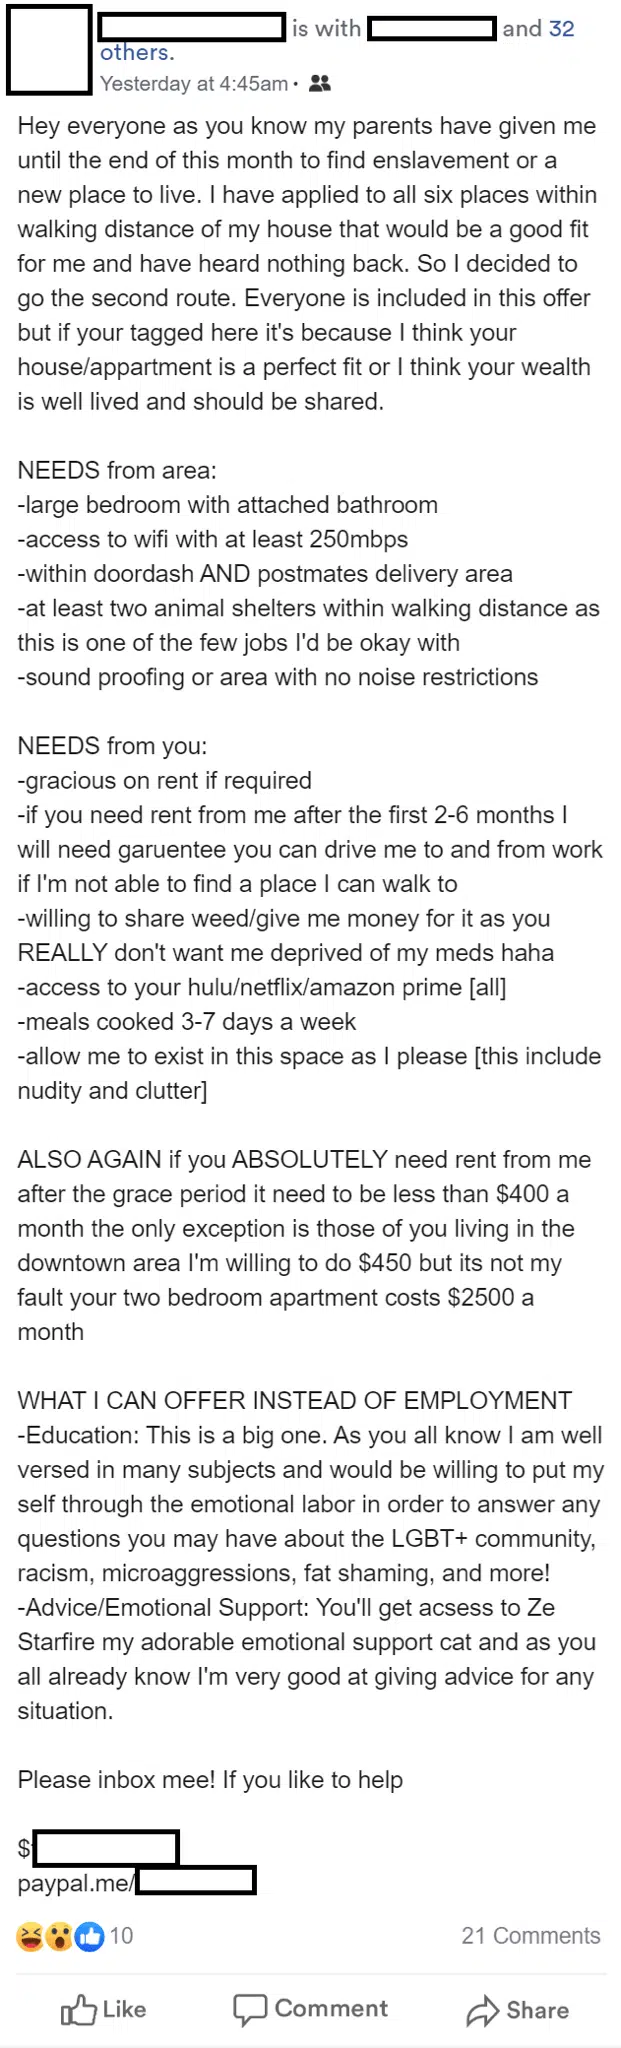 is with and 32
others.
Yesterday at 4:45am ·
Hey everyone as you know my parents have given me
until the end of this month to find enslavement or a
new place to live. I have applied to all six places within
walking distance of my house that would be a good fit
for me and have heard nothing back. So I decided to
go the second route. Everyone is included in this offer
but if your tagged here it's because I think your
house/appartment is a perfect fit or I think your wealth
is well lived and should be shared.
NEEDS from area:
-large bedroom with attached bathroom
-access to wifi with at least 250mbps
-within doordash AND postmates delivery area
-at least two animal shelters within walking distance as
this is one of the few jobs I'd be okay with
-sound proofing or area with no noise restrictions
NEEDS from you:
-gracious on rent if required
-if you need rent from me after the first 2-6 months I
will need garuentee you can drive me to and from work
if I'm not able to find a place I can walk to
-willing to share weed/give me money for it as you
REALLY don't want me deprived of my meds haha
-access to your hulu/netflix/amazon prime [all]
-meals cooked 3-7 days a week
-allow me to exist in this space as I please [this include
nudity and clutter]
ALSO AGAIN if you ABSOLUTELY need rent from me
after the grace period it need to be less than $400 a
month the only exception is those of you living in the
downtown area I'm willing to do $450 but its not my
fault your two bedroom apartment costs $2500 a
month
WHAT I CAN OFFER INSTEAD OF EMPLOYMENT
-Education: This is a big one. As you all know I am well
versed in many subjects and would be willing to put my
self through the emotional labor in order to answer any
questions you may have about the LGBT+ community,
racism, microaggressions, fat shaming, and more!
-Advice/Emotional Support: You'll get acsess to Ze
Starfire my adorable emotional support cat and as you
all already know I'm very good at giving advice for any
situation.
Please inbox mee! If you like to help
$
paypal.me/
10 21 Comments
Like Comment Share